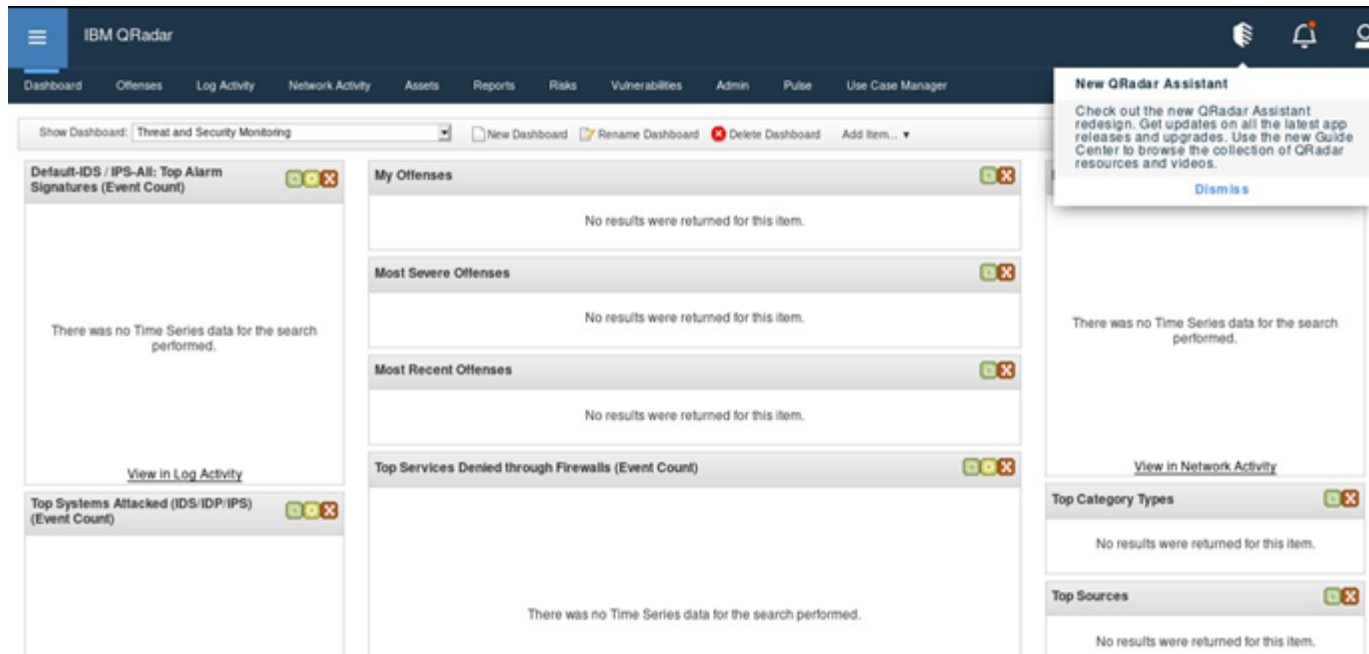 IBM QRadar
Dashboard Offenses Log Activity Network Activity Assets Reports Risks Vulnerabilities Admin Pulse Use Case Manager
New QRadar Assistant
Check out the new QRadar Assistant
redesign. Get updates on all the latest app
releases and upgrades. Use the new Guide
Center to browse the collection of QRadar
resources and videos.
Dismiss
Show Dashboard: Threat and Security Monitoring New Dashboard Rename Dashboard Delete Dashboard Add Item...
Default-IDS / IPS-All: Top Alarm
Signatures (Event Count)
There was no Time Series data for the search
performed.
View in Log Activity
Top Systems Attacked (IDS/IDP/IPS)
(Event Count)
My Offenses
No results were returned for this item.
Most Severe Offenses
No results were returned for this item.
Most Recent Offenses
No results were returned for this item.
Top Services Denied through Firewalls (Event Count)
There was no Time Series data for the search performed.
There was no Time Series data for the search
performed.
View in Network Activity
Top Category Types
No results were returned for this item.
Top Sources
No results were returned for this item.